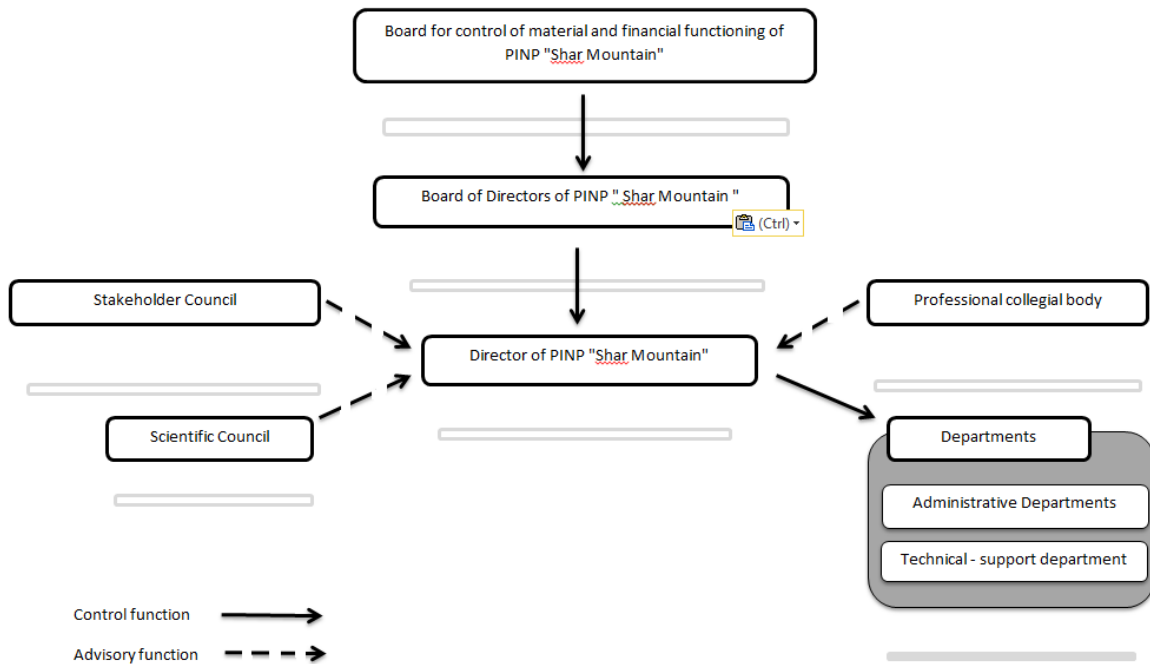 Board for control of material and financial functioning of
PINP "Shar Mountain"
Board of Directors of PINP " Shar Mountain "
(Ctrl)
Stakeholder Council
Professional collegial body
Director of PINP "Shar Mountain"
Scientific Council
Departments
Administrative Departments
Technical - support department
Control function
Advisory function